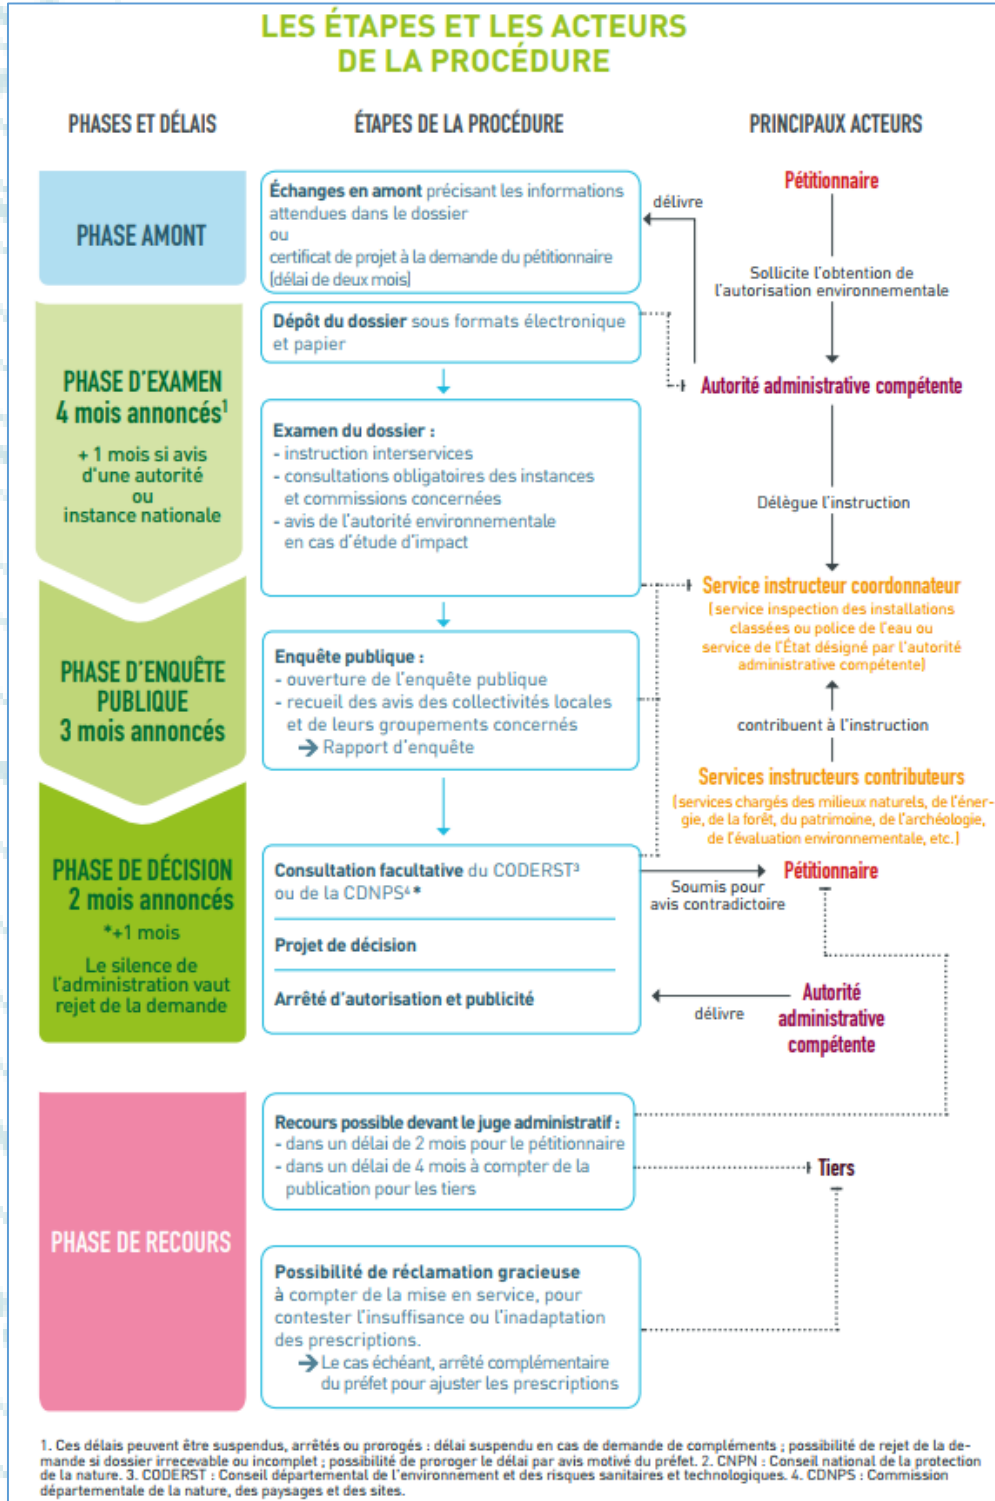 LES ÉTAPES ET LES ACTEURS
DE LA PROCÉDURE
PHASES ET DÉLAIS
ÉTAPES DE LA PROCÉDURE
PRINCIPAUX ACTEURS
PHASE AMONT
Échanges en amont précisant les informations
attendues dans le dossier
ou
certificat de projet à la demande du pétitionnaire
(délai de deux mois)
délivre
Pétitionnaire
Sollicite l'obtention de
l'autorisation environnementale
PHASE D'EXAMEN
4 mois annoncés¹
+ 1 mois si avis
d'une autorité
ou
instance nationale
Dépôt du dossier sous formats électronique
et papier
Autorité administrative compétente
Examen du dossier :
- instruction interservices
- consultations obligatoires des instances
et commissions concernées
- avis de l'autorité environnementale
en cas d'étude d'impact
Délègue l'instruction
Service instructeur coordonnateur
(service inspection des installations
classées ou police de l'eau ou
service de l'État désigné par l'autorité
administrative compétente)
PHASE D'ENQUÊTE
PUBLIQUE
3 mois annoncés
Enquête publique :
- ouverture de l'enquête publique
- recueil des avis des collectivités locales
et de leurs groupements concernés
→ Rapport d'enquête
contribuent à l'instruction
Services instructeurs contributeurs
(services chargés des milieux naturels, de l'éner-
gie, de la forêt, du patrimoine, de l'archéologie,
de l'évaluation environnementale, etc.)
PHASE DE DÉCISION
2 mois annoncés
*+1 mois
Le silence de
l'administration vaut
rejet de la demande
Consultation facultative du CODERST³
ou de la CDNPS⁴ *
Projet de décision
Arrêté d'autorisation et publicité
Soumis pour
avis contradictoire
Pétitionnaire
délivre
Autorité
administrative
compétente
PHASE DE RECOURS
Recours possible devant le juge administratif :
- dans un délai de 2 mois pour le pétitionnaire
- dans un délai de 4 mois à compter de la
publication pour les tiers
Tiers
Possibilité de réclamation gracieuse
à compter de la mise en service, pour
contester l'insuffisance ou l'inadaptation
des prescriptions.
→ Le cas échéant, arrêté complémentaire
du préfet pour ajuster les prescriptions
1. Ces délais peuvent être suspendus, arrêtés ou prorogés : délai suspendu en cas de demande de compléments ; possibilité de rejet de la de-
mande si dossier irrecevable ou incomplet ; possibilité de proroger le délai par avis motivé du préfet. 2. CNPN : Conseil national de la protection
de la nature. 3. CODERST : Conseil départemental de l'environnement et des risques sanitaires et technologiques. 4. CDNPS : Commission
départementale de la nature, des paysages et des sites.